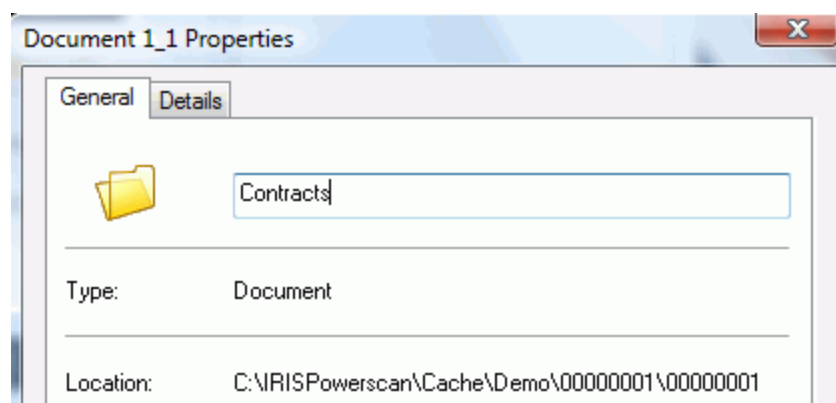 Document 1_1 Properties
General Details
Contracts
Type: Document
Location: C:\IRISPowerscan\Cache\Demo\00000001\00000001